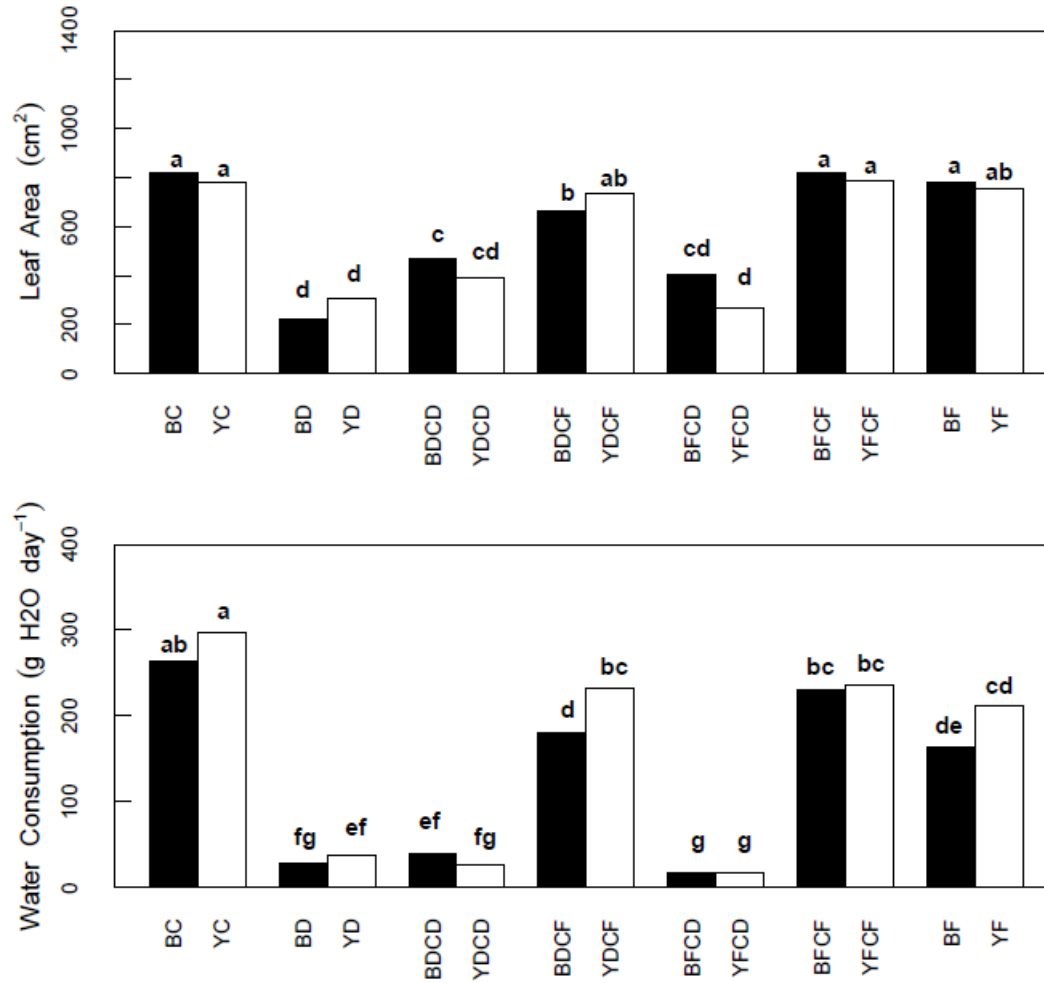 Leaf Area (cm²)
1400
1000
600
200
0
a a d d c cd b ab cd d a a a ab
BC YC BD YD BDCD YDCD BDCF YDCF BFCD YFCD BFCF YFCF BF YF
Water Consumption (g H2O day⁻¹)
400
300
200
100
0
ab a fg ef ef fg d bc g g bc bc de cd
BC YC BD YD BDCD YDCD BDCF YDCF BFCD YFCD BFCF YFCF BF YF